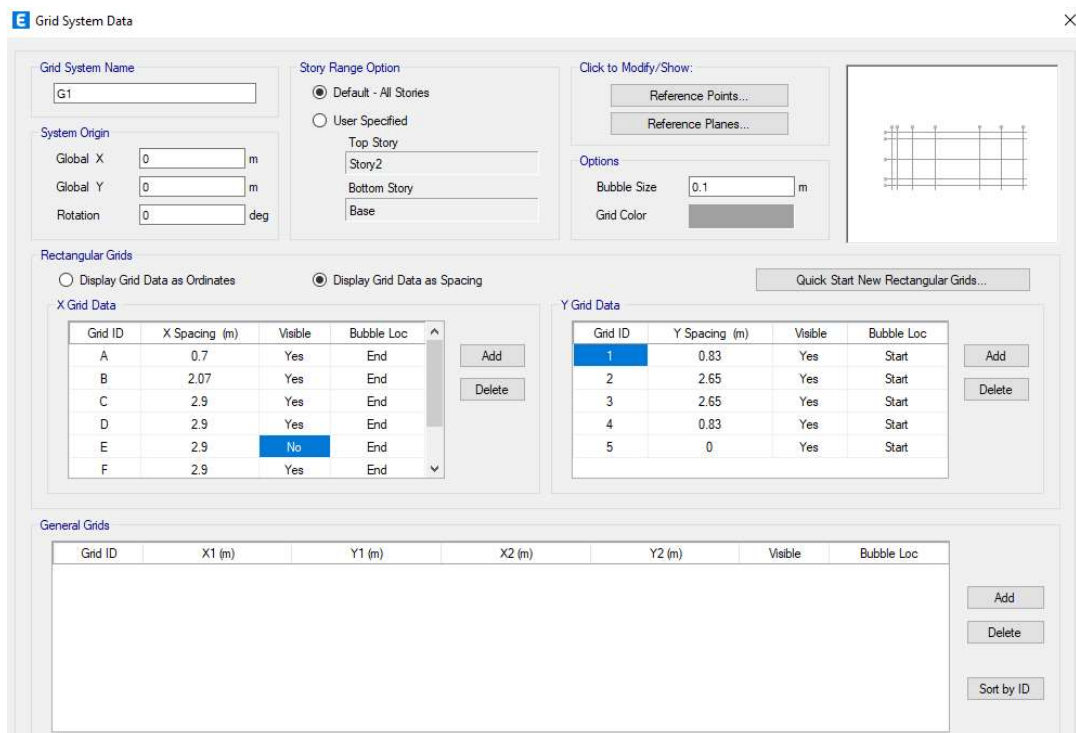 E Grid System Data
Grid System Name
G1
System Origin
Global X 0 m
Global Y 0 m
Rotation 0 deg
Story Range Option
Default - All Stories
User Specified
Top Story
Story2
Bottom Story
Base
Click to Modify/Show:
Reference Points...
Reference Planes...
Options
Bubble Size 0.1 m
Grid Color
Rectangular Grids
Display Grid Data as Ordinates Display Grid Data as Spacing Quick Start New Rectangular Grids...
X Grid Data
Grid ID X Spacing (m) Visible Bubble Loc
A 0.7 Yes End
B 2.07 Yes End
C 2.9 Yes End
D 2.9 Yes End
E 2.9 No End
F 2.9 Yes End
Add
Delete
Y Grid Data
Grid ID Y Spacing (m) Visible Bubble Loc
1 0.83 Yes Start
2 2.65 Yes Start
3 2.65 Yes Start
4 0.83 Yes Start
5 0 Yes Start
Add
Delete
General Grids
Grid ID X1 (m) Y1 (m) X2 (m) Y2 (m) Visible Bubble Loc
Add
Delete
Sort by ID